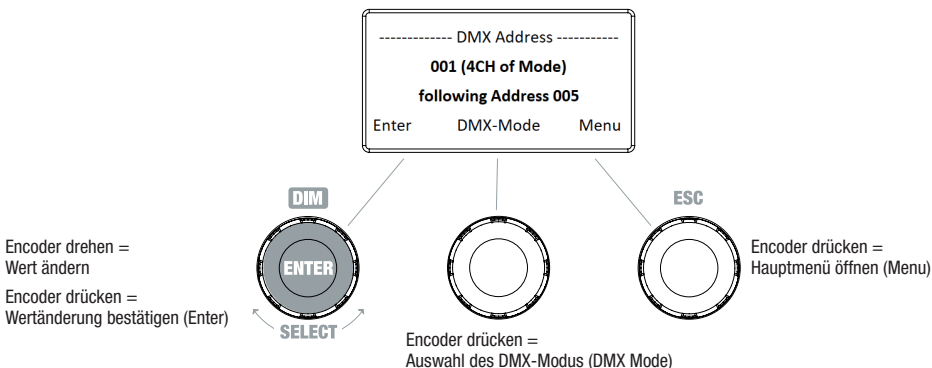 ------------- DMX Address -----------
001 (4CH of Mode)
following Address 005
Enter DMX-Mode Menu
DIM
ESC
Encoder drehen =
Wert ändern
Encoder drücken =
Wertänderung bestätigen (Enter)
ENTER
SELECT
Encoder drücken =
Auswahl des DMX-Modus (DMX Mode)
Encoder drücken =
Hauptmenü öffnen (Menu)